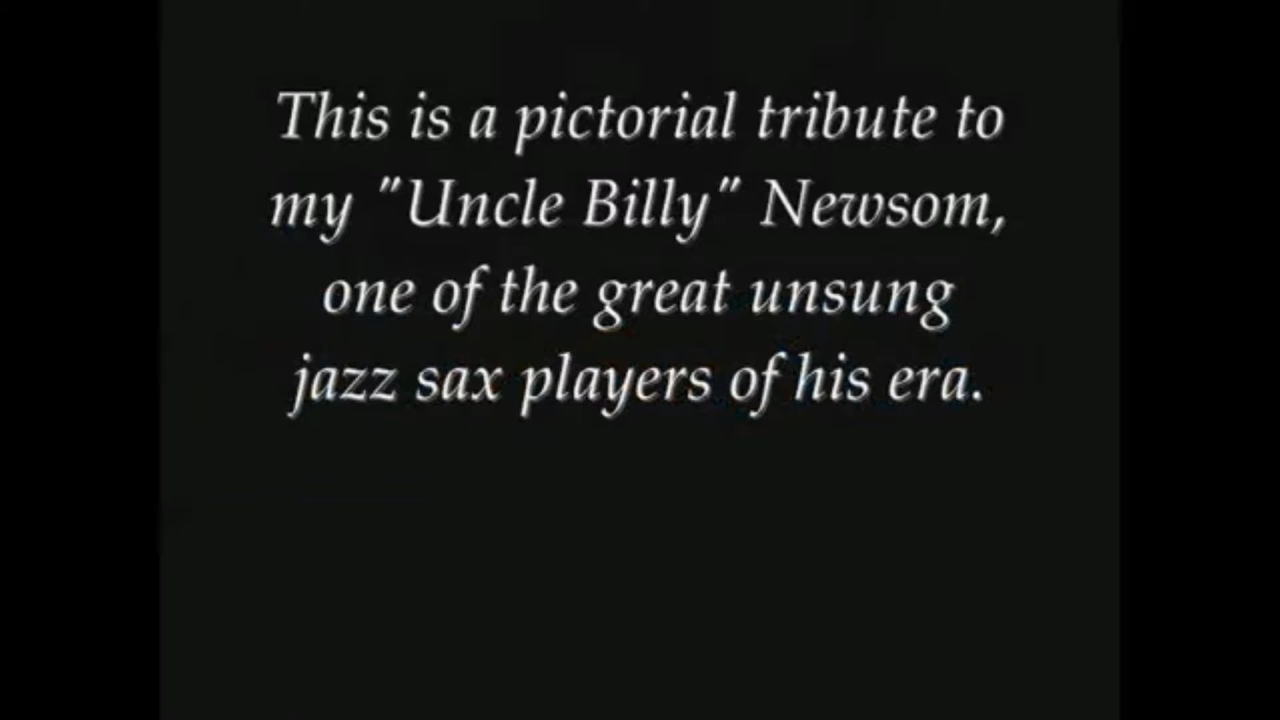 This is a pictorial tribute to
my "Uncle Billy" Newsom,
one of the great unsung
jazz sax players of his era.